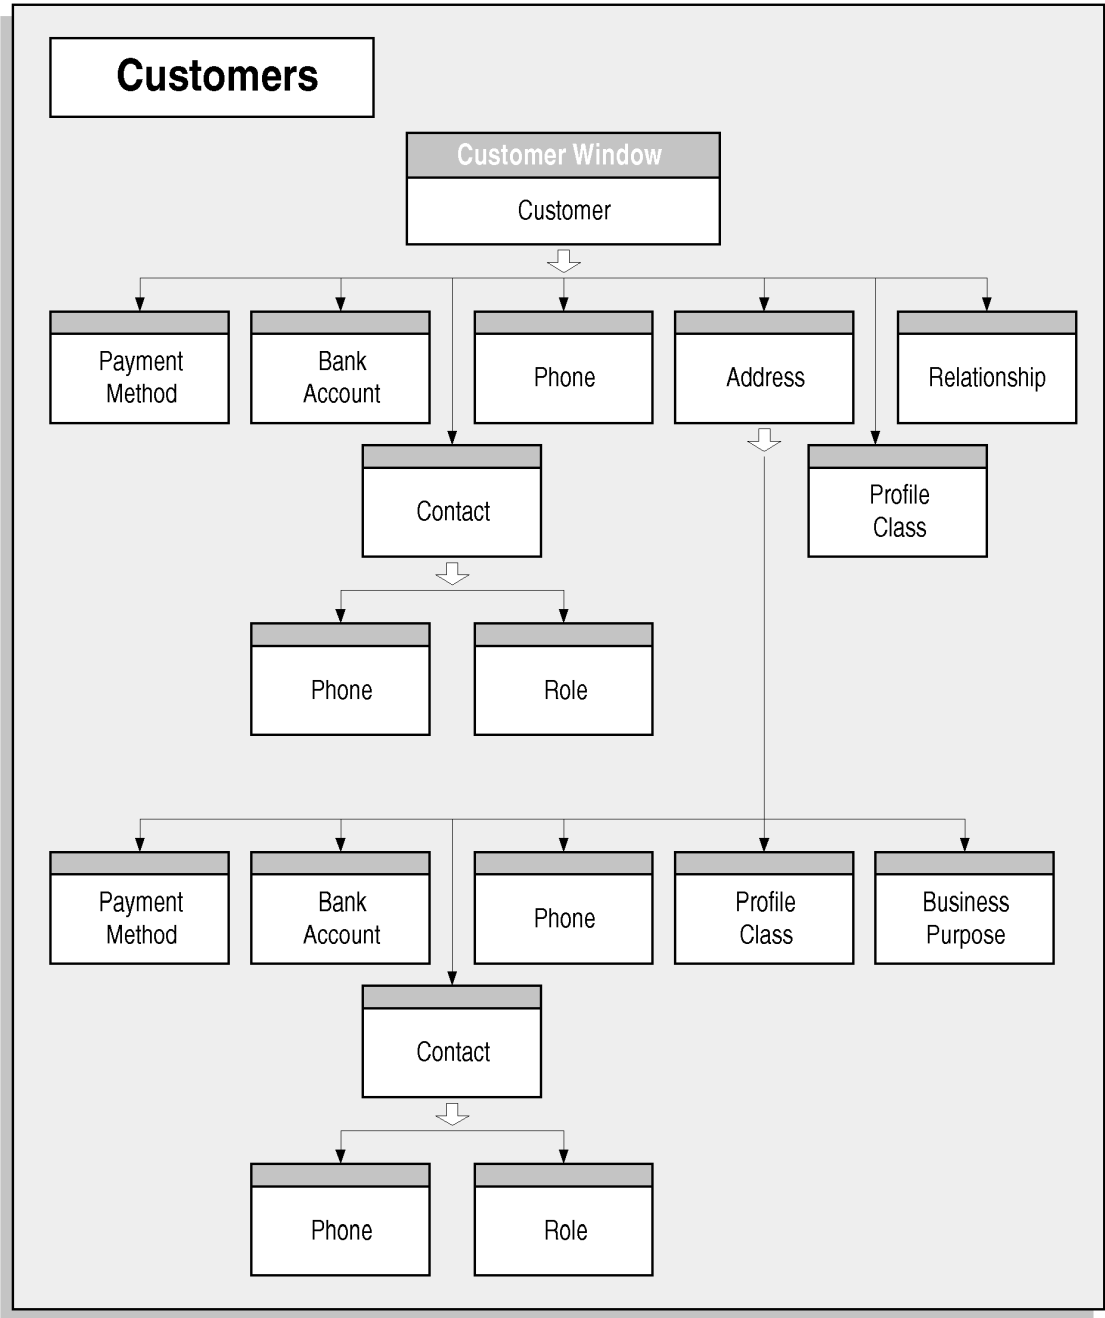 Customers
Customer Window
Customer
Payment
Method
Bank
Account
Phone
Address
Relationship
Contact
Profile
Class
Phone
Role
Payment
Method
Bank
Account
Phone
Profile
Class
Business
Purpose
Contact
Phone
Role